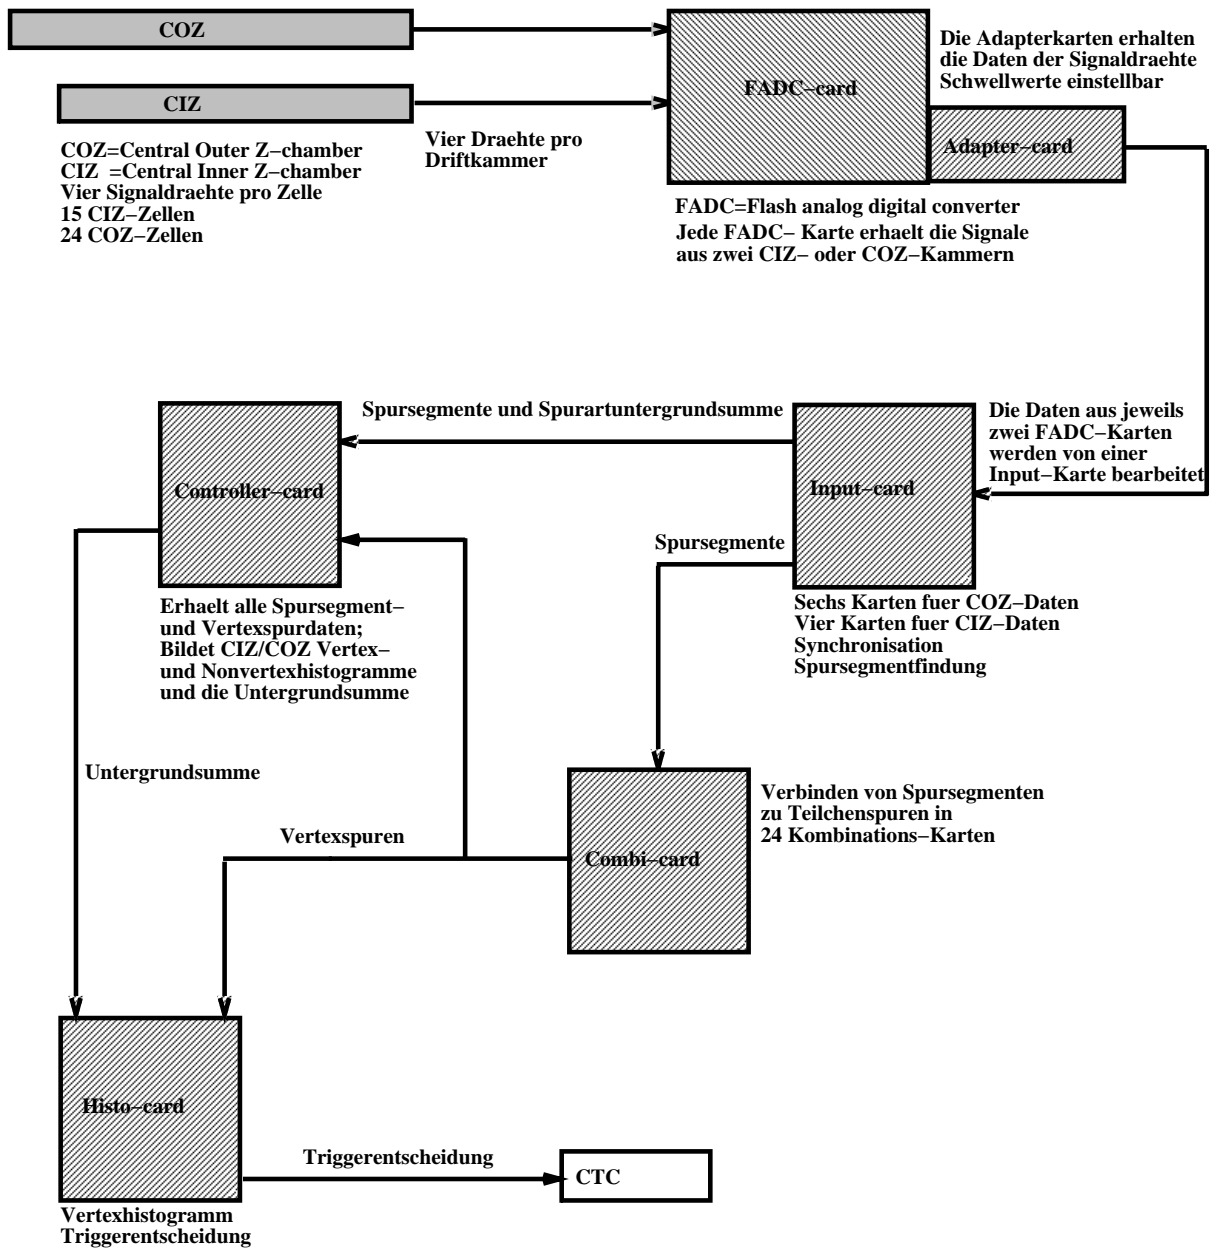 COZ
CIZ
COZ=Central Outer Z−chamber
CIZ =Central Inner Z−chamber
Vier Signaldraehte pro Zelle
15 CIZ−Zellen
24 COZ−Zellen
Vier Draehte pro
Driftkammer
FADC−card
Die Adapterkarten erhalten
die Daten der Signaldraehte
Schwellwerte einstellbar
Adapter−card
FADC=Flash analog digital converter
Jede FADC− Karte erhaelt die Signale
aus zwei CIZ− oder COZ−Kammern
Spursegmente und Spurartuntergrundsumme
Die Daten aus jeweils
zwei FADC−Karten
werden von einer
Input−Karte bearbeitet
Controller−card
Input−card
Spursegmente
Erhaelt alle Spursegment−
und Vertexspurdaten;
Bildet CIZ/COZ Vertex−
und Nonvertexhistogramme
und die Untergrundsumme
Sechs Karten fuer COZ−Daten
Vier Karten fuer CIZ−Daten
Synchronisation
Spursegmentfindung
Untergrundsumme
Vertexspuren
Combi−card
Verbinden von Spursegmenten
zu Teilchenspuren in
24 Kombinations−Karten
Histo−card
Triggerentscheidung
CTC
Vertexhistogramm
Triggerentscheidung